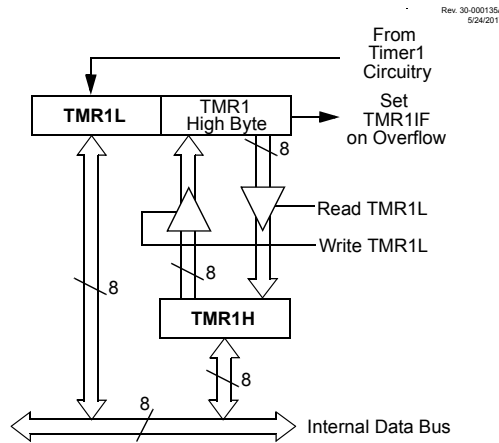 Rev. 30-000135
5/24/201
From
Timer1
Circuitry
TMR1L
TMR1
High Byte
Set
TMR1IF
on Overflow
8
Read TMR1L
Write TMR1L
8
8
TMR1H
8
8
Internal Data Bus